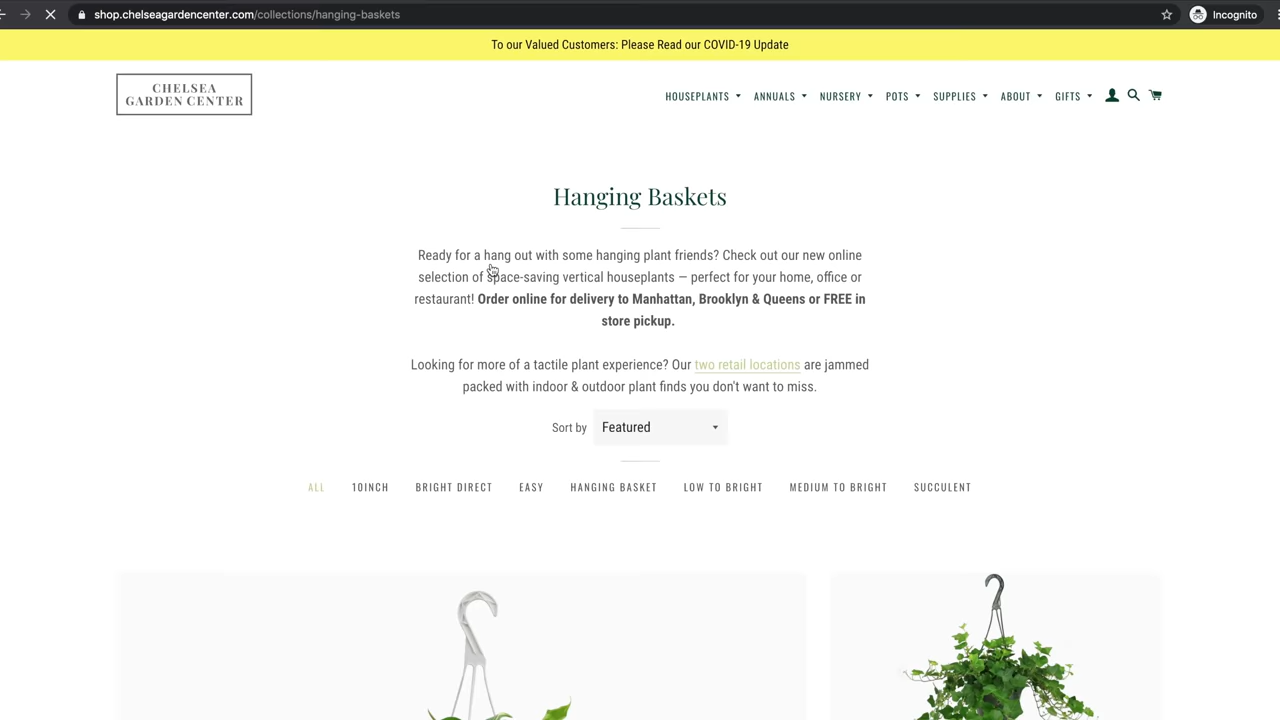 shop.chelseagardencenter.com/collections/hanging-baskets
Incognito
To our Valued Customers: Please Read our COVID-19 Update
CHELSEA
GARDEN CENTER
HOUSEPLANTS ANNUALS NURSERY POTS SUPPLIES ABOUT GIFTS
Hanging Baskets
Ready for a hang out with some hanging plant friends? Check out our new online
selection of space-saving vertical houseplants — perfect for your home, office or
restaurant! Order online for delivery to Manhattan, Brooklyn & Queens or FREE in
store pickup.
Looking for more of a tactile plant experience? Our two retail locations are jammed
packed with indoor & outdoor plant finds you don't want to miss.
Sort by Featured
ALL 10INCH BRIGHT DIRECT EASY HANGING BASKET LOW TO BRIGHT MEDIUM TO BRIGHT SUCCULENT